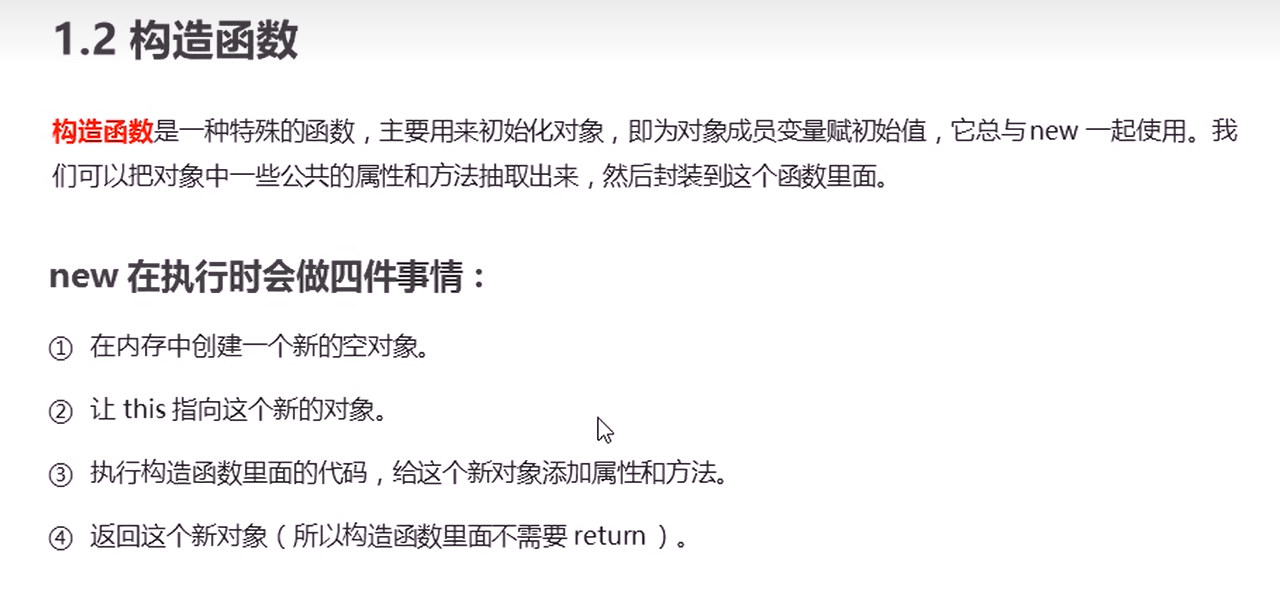 1.2 构造函数
构造函数是一种特殊的函数，主要用来初始化对象，即为对象成员变量赋初始值，它总与new 一起使用。我
们可以把对象中一些公共的属性和方法抽取出来，然后封装到这个函数里面。
new 在执行时会做四件事情：
① 在内存中创建一个新的空对象。
② 让 this 指向这个新的对象。
③ 执行构造函数里面的代码，给这个新对象添加属性和方法。
④ 返回这个新对象（所以构造函数里面不需要 return ）。